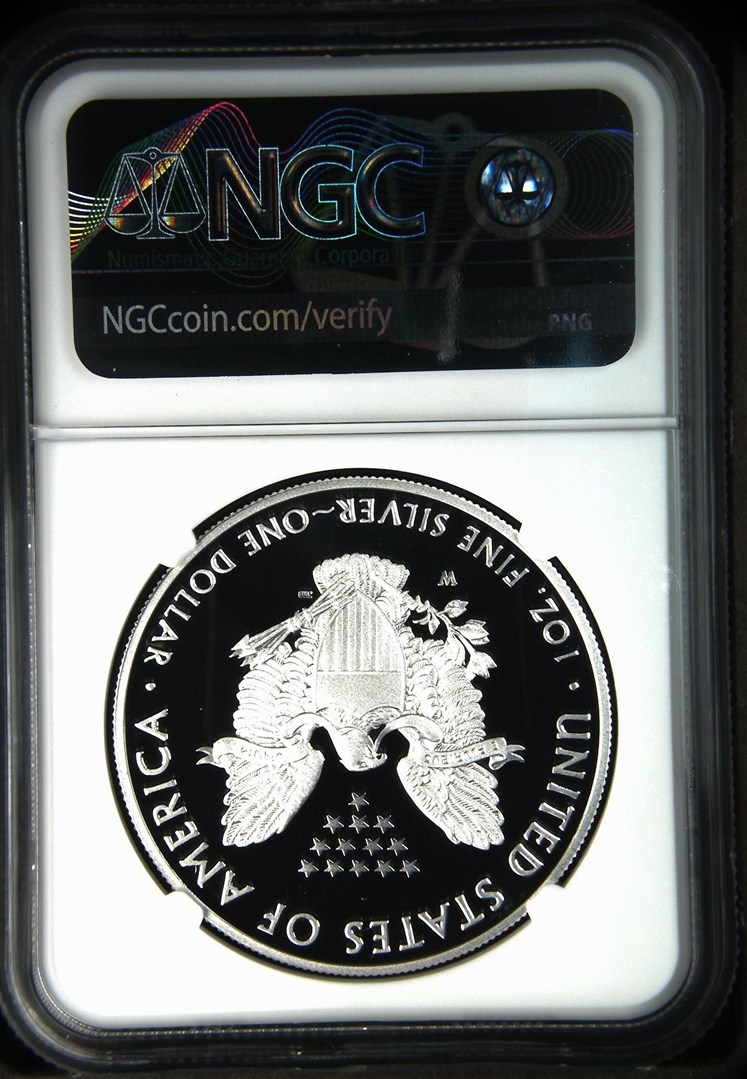 NGC
Numismatic Guaranty Corporation
NGCcoin.com/verify
PNG
UNITED STATES OF AMERICA • 1 OZ. FINE SILVER~ONE DOLLAR •
W